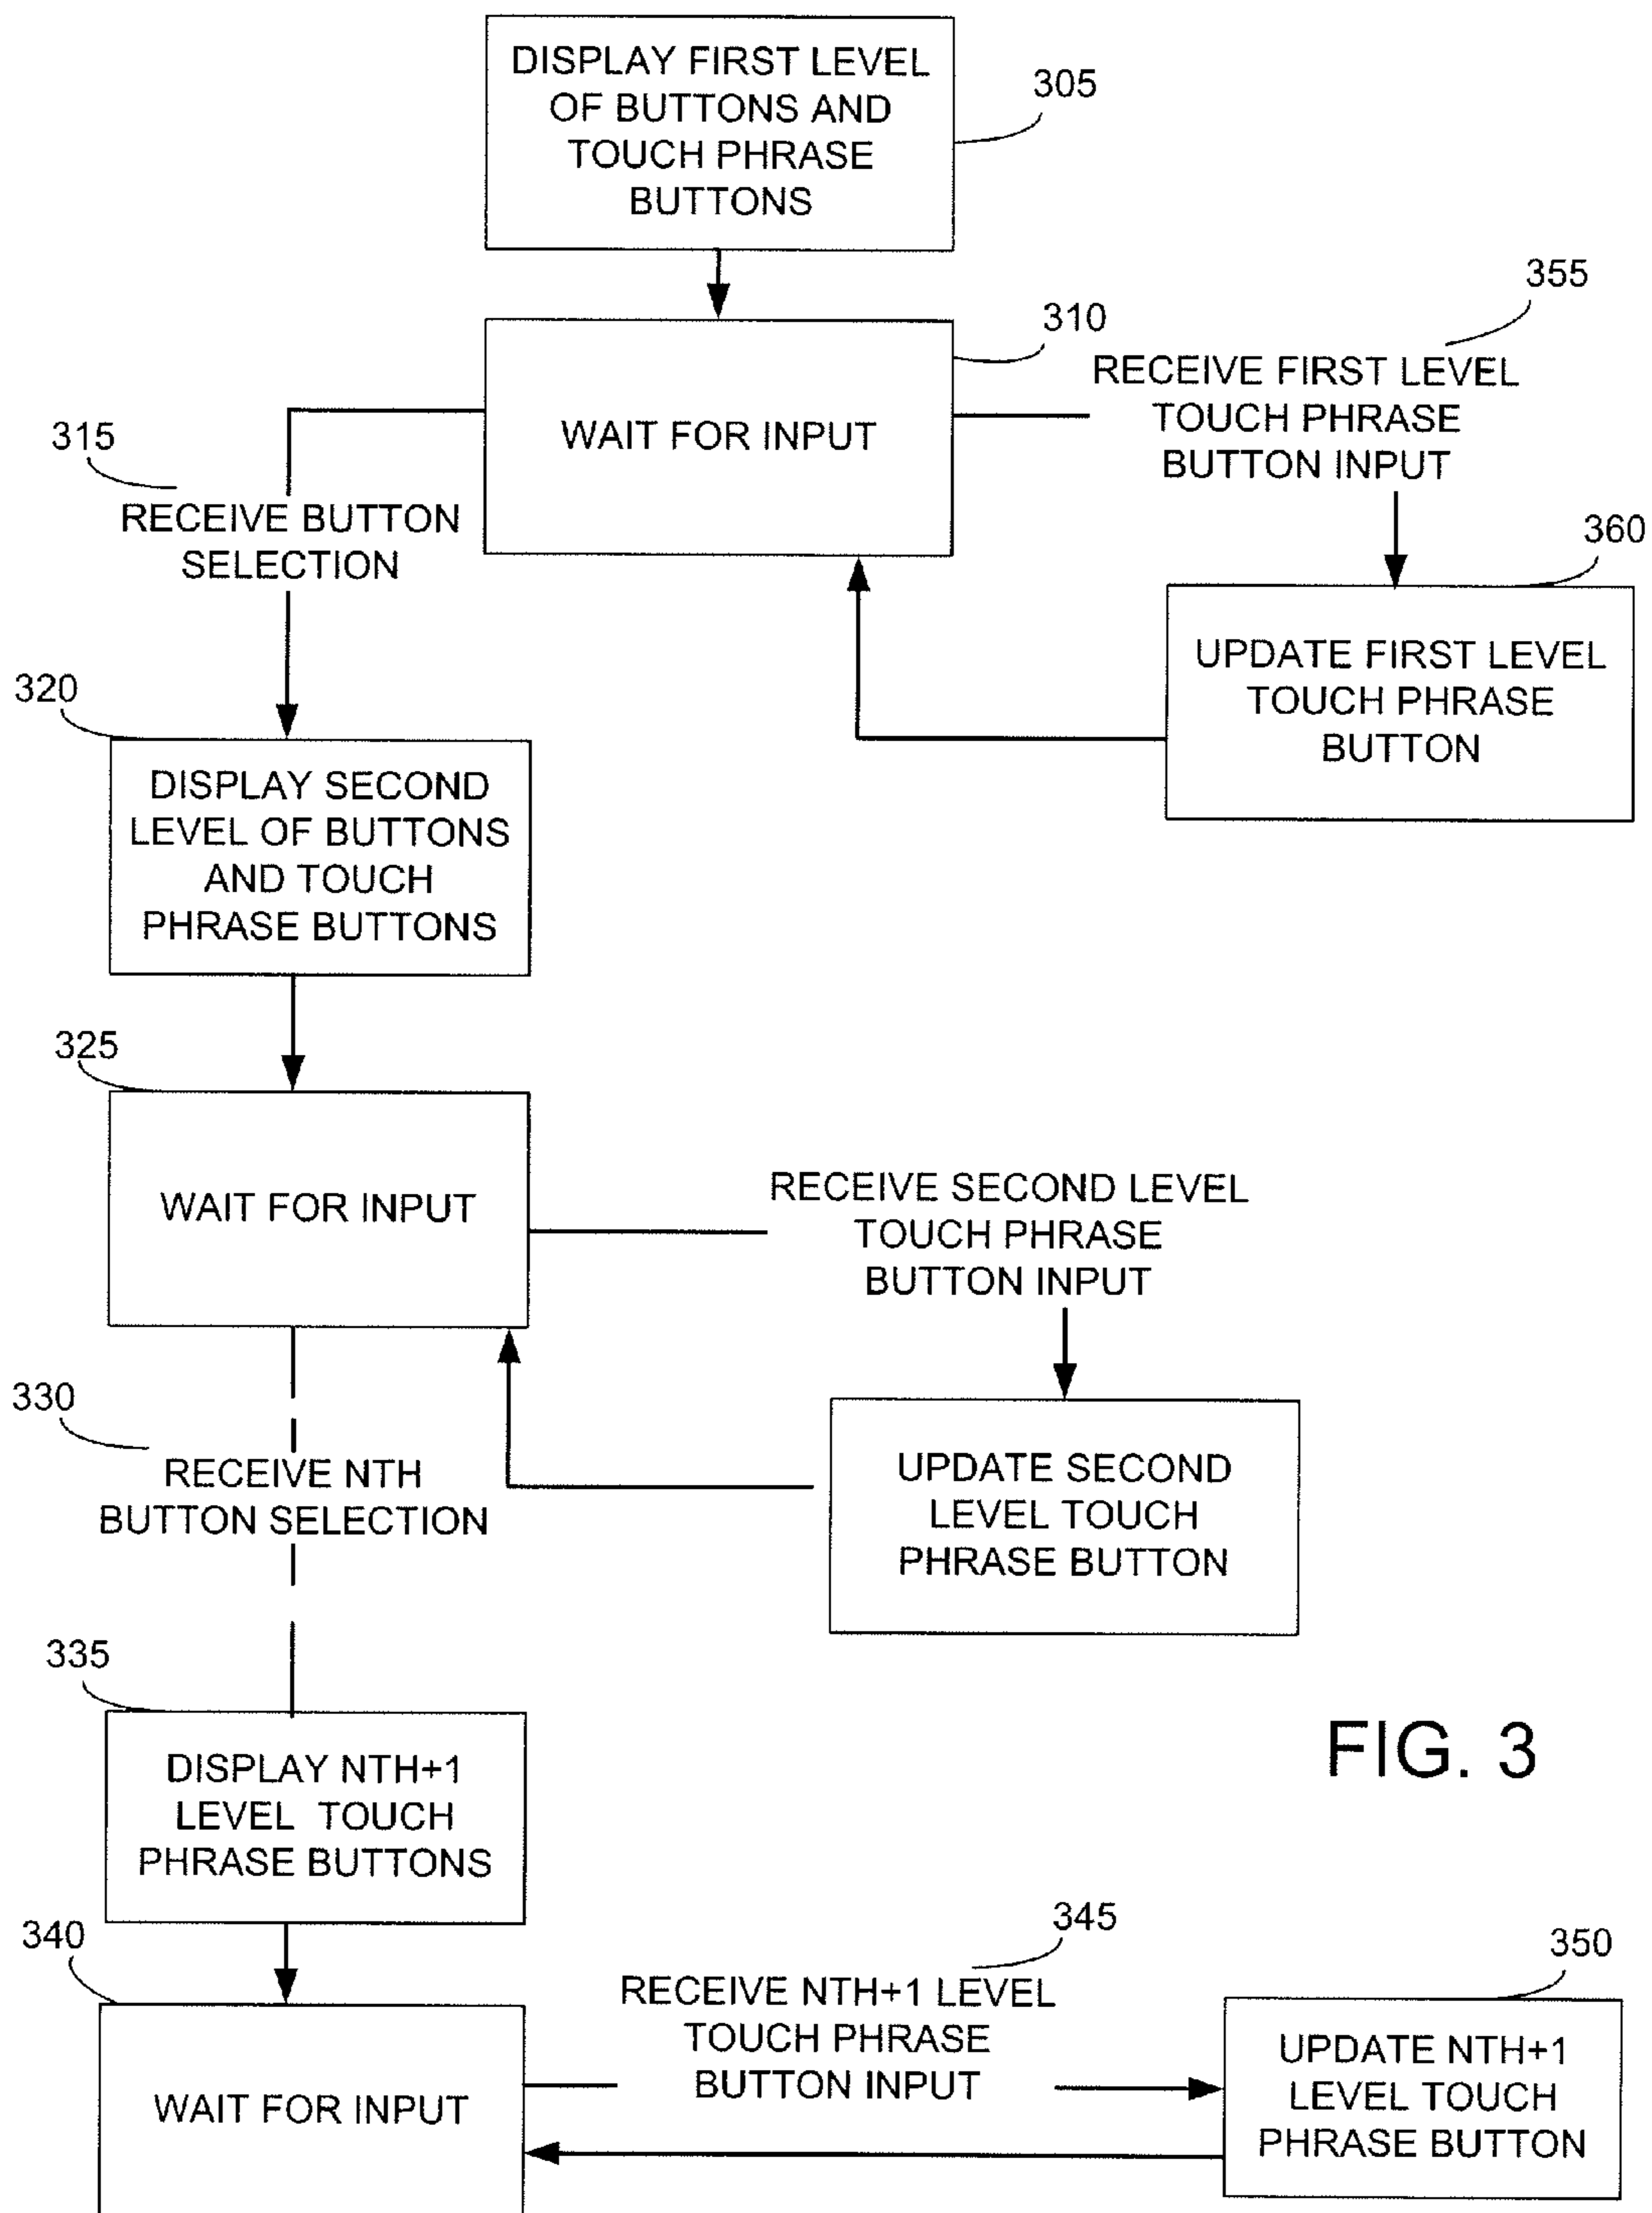 DISPLAY FIRST LEVEL
OF BUTTONS AND
TOUCH PHRASE
BUTTONS
305
WAIT FOR INPUT
310
355
RECEIVE FIRST LEVEL
TOUCH PHRASE
BUTTON INPUT
315
RECEIVE BUTTON
SELECTION
360
UPDATE FIRST LEVEL
TOUCH PHRASE
BUTTON
320
DISPLAY SECOND
LEVEL OF BUTTONS
AND TOUCH
PHRASE BUTTONS
325
WAIT FOR INPUT
RECEIVE SECOND LEVEL
TOUCH PHRASE
BUTTON INPUT
330
RECEIVE NTH
BUTTON SELECTION
UPDATE SECOND
LEVEL TOUCH
PHRASE BUTTON
335
DISPLAY NTH+1
LEVEL TOUCH
PHRASE BUTTONS
FIG. 3
340
WAIT FOR INPUT
345
RECEIVE NTH+1 LEVEL
TOUCH PHRASE
BUTTON INPUT
350
UPDATE NTH+1
LEVEL TOUCH
PHRASE BUTTON